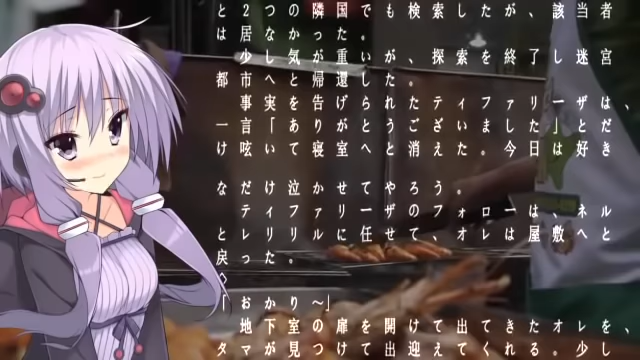 と２つの隣国でも検索したが、該当者
は居なかった。
少し気が重いが、探索を終了し迷宮
都市へと帰還した。
事実を告げられたティファリーザは、
一言「ありがとうございました」とだ
け呟いて寝室へと消えた。今日は好き
なだけ泣かせてやろう。
ティファリーザのフォローは、ネル
とレリリルに任せて、オレは屋敷へと
戻った。
◇
「おかり～」
地下室の扉を開けて出てきたオレを、
タマが見つけて出迎えてくれる。少し